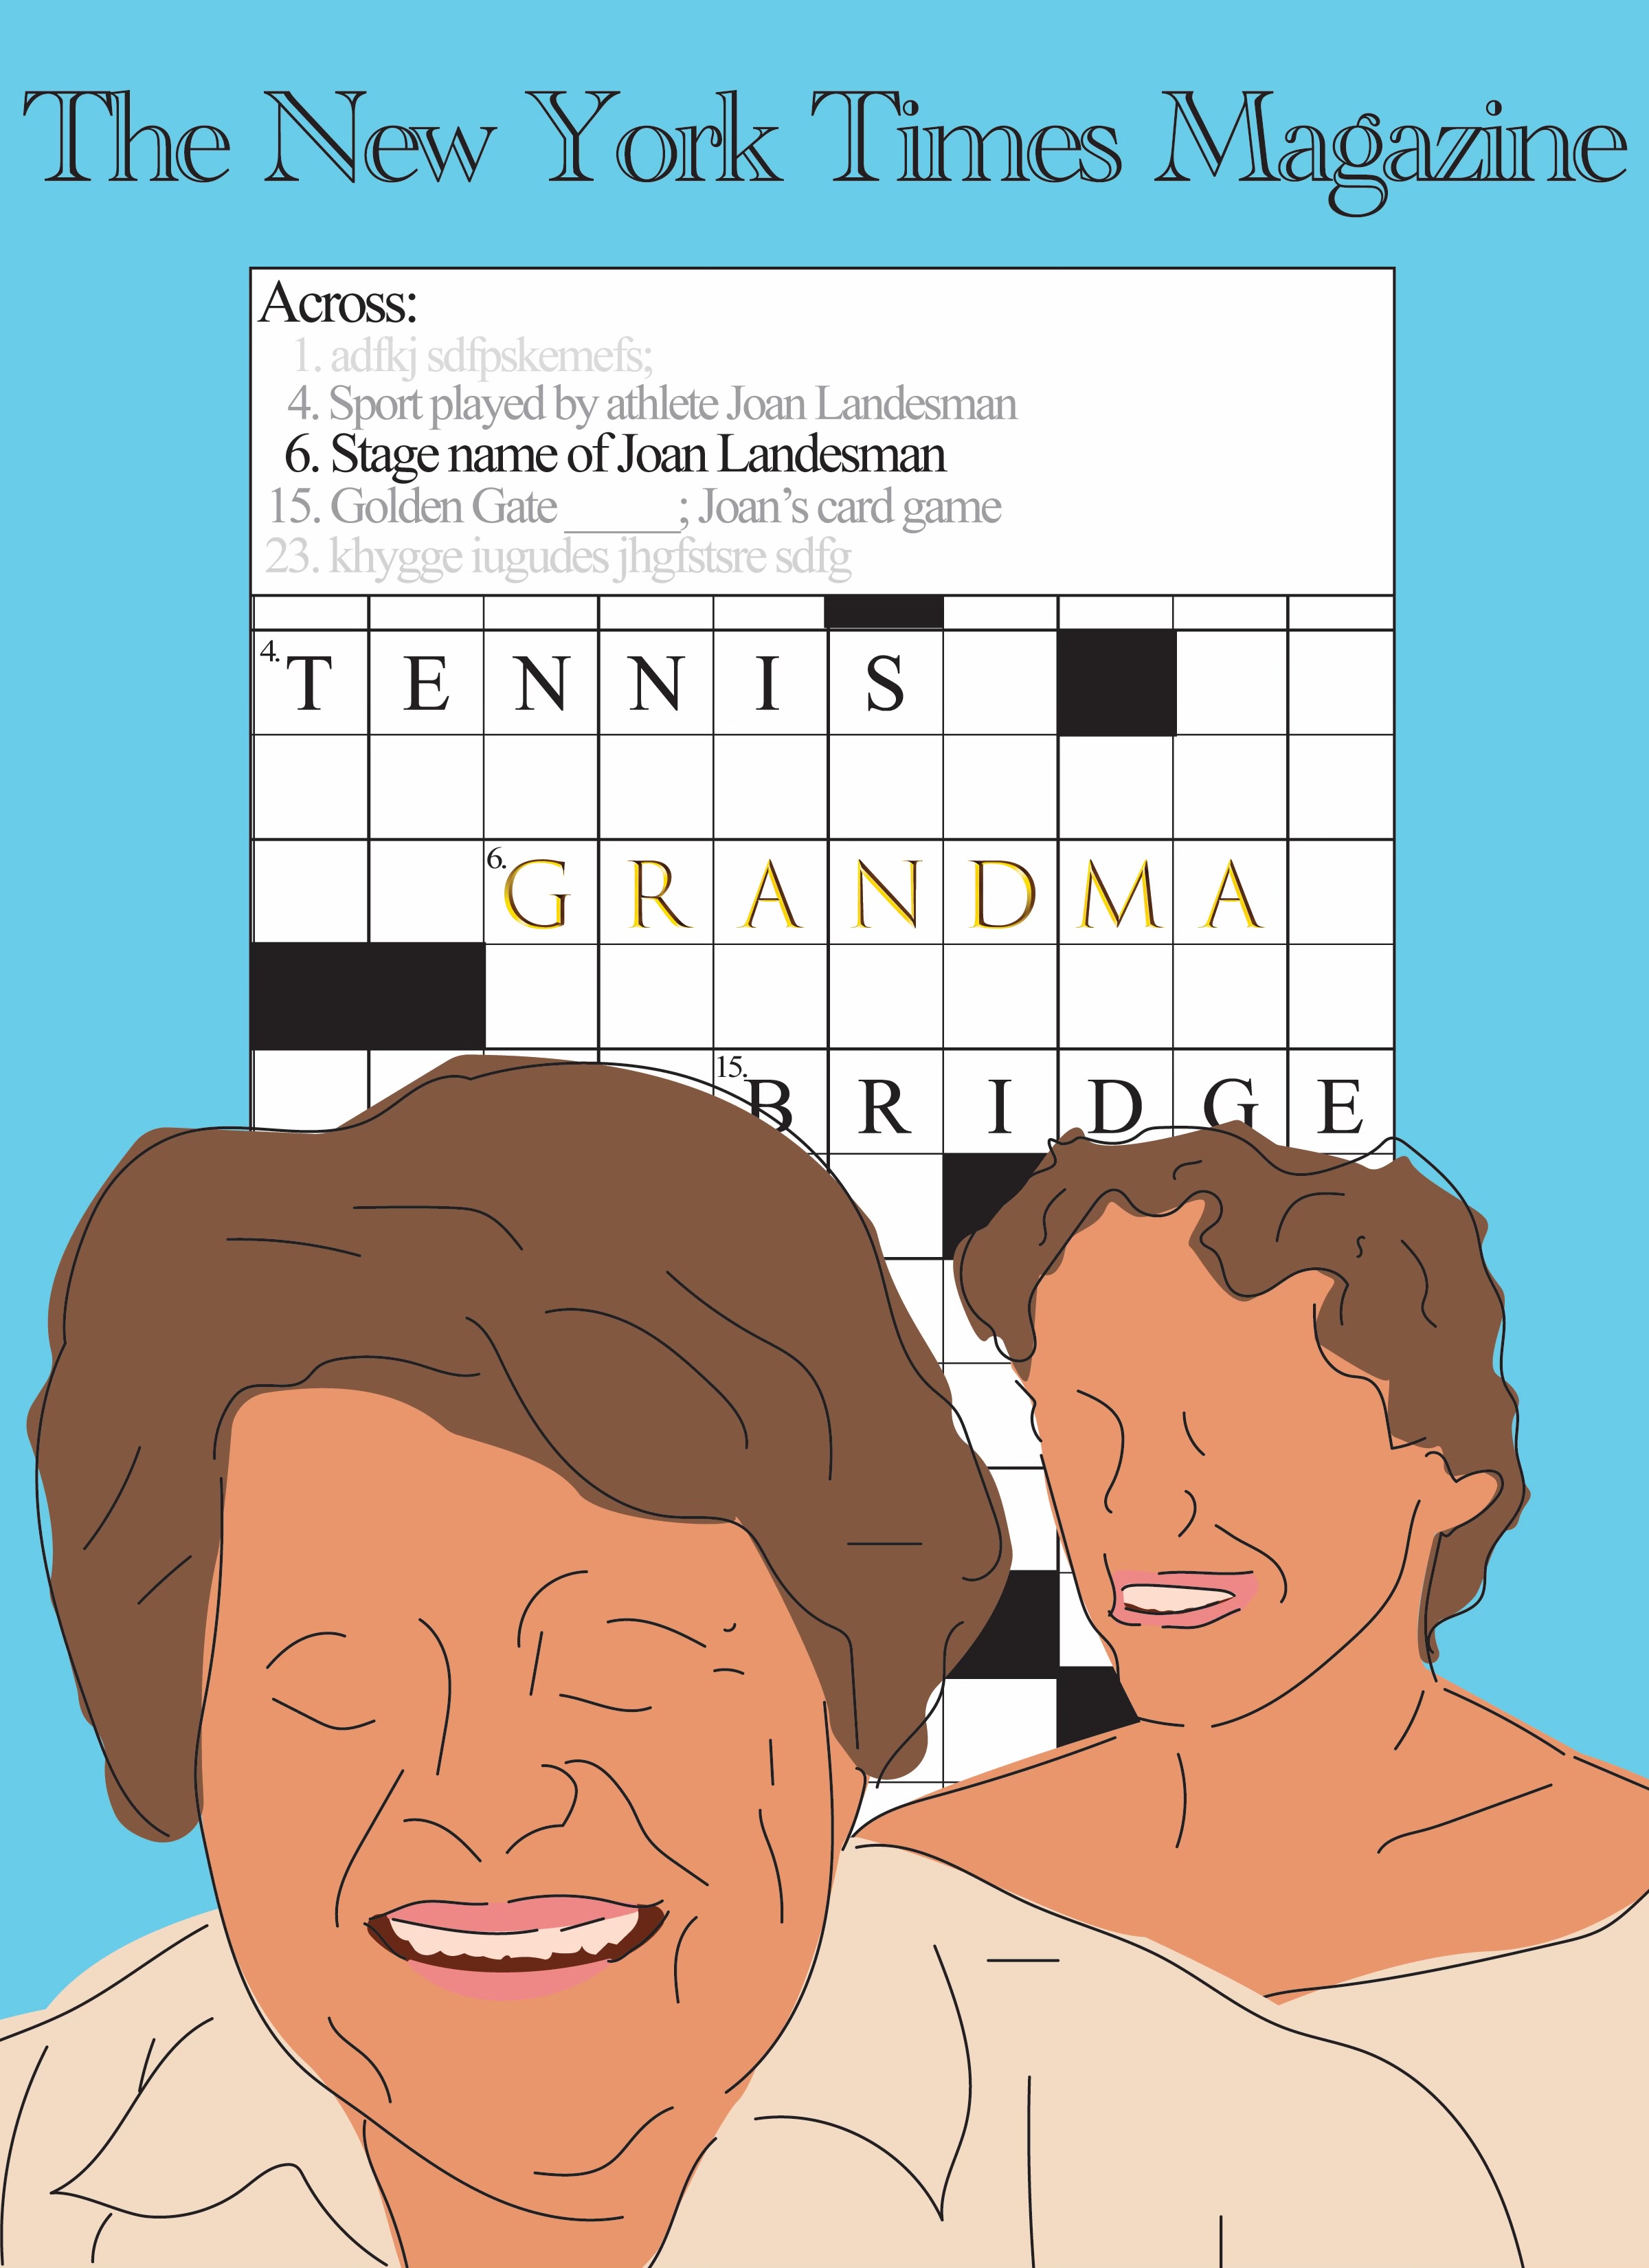 The New York Times Magazine
Across:
1. adfkj sdfpskemefs;
4. Sport played by athlete Joan Landesman
6. Stage name of Joan Landesman
15. Golden Gate ______; Joan's card game
23. khygge iugudes jhgfstsre sdfg
4. T E N N I S
6. G R A N D M A
15. B R I D G E